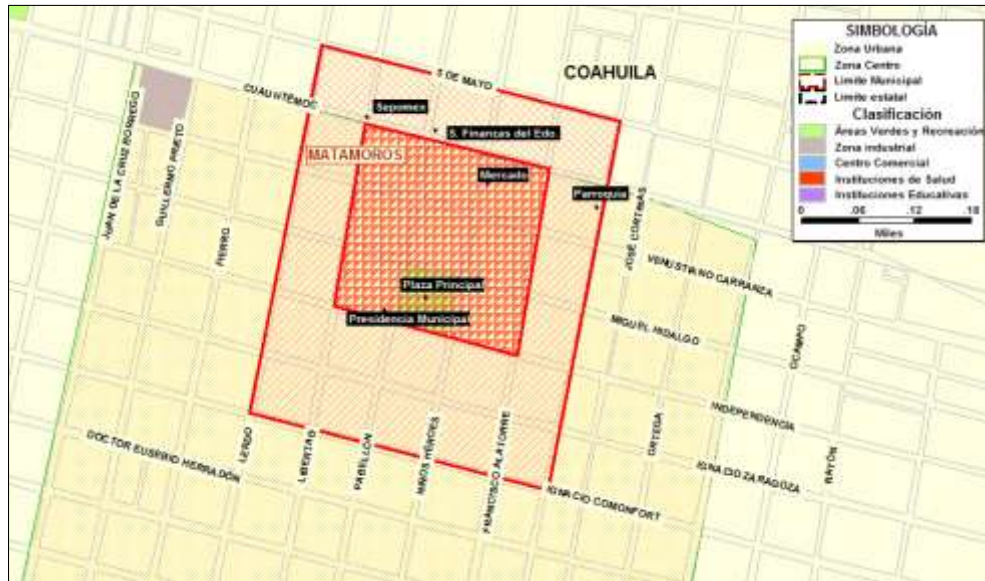 SIMBOLOGÍA
Zona Urbana
Zona Centro
Limite Municipal
Limite estatal
Clasificación
Áreas Verdes y Recreación
Zona industrial
Centro Comercial
Instituciones de Salud
Instituciones Educativas
0 .06 .12 .18
Miles
COAHUILA
5 DE MAYO
CUAUHTÉMOC
Sepomex
S. Finanzas del Edo.
MATAMOROS
Mercado
Parroquia
JUAN DE LA CRUZ BORREGO
GUILLERMO PRIETO
FIERRO
JOSÉ CORTINAS
VENUSTIANO CARRANZA
Plaza Principal
Presidencia Municipal
MIGUEL HIDALGO
OCAMPO
INDEPENDENCIA
DOCTOR EUSEBIO HERRADÓN
LERDO
LIBERTAD
PABELLON
NIÑOS HÉROES
FRANCISCO ALATORRE
IGNACIO COMONFORT
ORTEGA
IGNACIO ZARAGOZA
RAYÓN